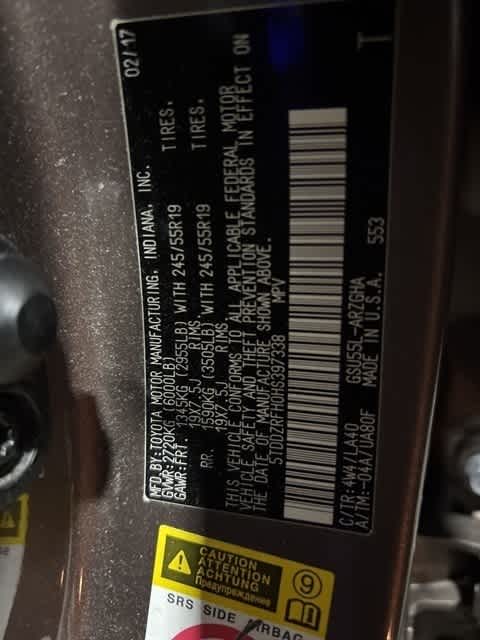 MFD.BY:TOYOTA MOTOR MANUFACTURING, INDIANA, INC. 02/17
GVWR:2720KG (6000LB)
GAWR:FRT. 1345KG (2955LB) WITH 245/55R19 TIRES.
19X7.5J RIMS
RR. 1590KG (3505LB) WITH 245/55R19 TIRES.
19X7.5J RIMS
THIS VEHICLE CONFORMS TO ALL APPLICABLE FEDERAL MOTOR
VEHICLE SAFETY AND THEFT PREVENTION STANDARDS IN EFFECT ON
THE DATE OF MANUFACTURE SHOWN ABOVE.
5TDDZRFH0HS397338 MPV
C/TR:4W4/LA40 GSU55L-ARZGHA T
A/TM:-04A/UA80F MADE IN U.S.A. 553
CAUTION
ATTENTION
ACHTUNG
Предупреждение
9
SRS SIDE AIRBAG